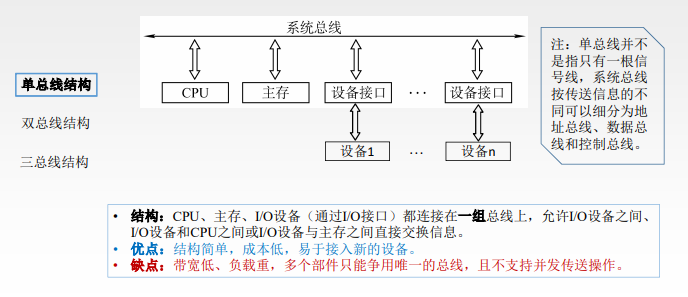 系统总线
CPU
主存
设备接口
···
设备接口
设备1
···
设备n
单总线结构
双总线结构
三总线结构
注：单总线并不
是指只有一根信
号线，系统总线
按传送信息的不
同可以细分为地
址总线、数据总
线和控制总线。
• 结构：CPU、主存、I/O设备（通过I/O接口）都连接在一组总线上，允许I/O设备之间、
I/O设备和CPU之间或I/O设备与主存之间直接交换信息。
• 优点：结构简单，成本低，易于接入新的设备。
• 缺点：带宽低、负载重，多个部件只能争用唯一的总线，且不支持并发传送操作。